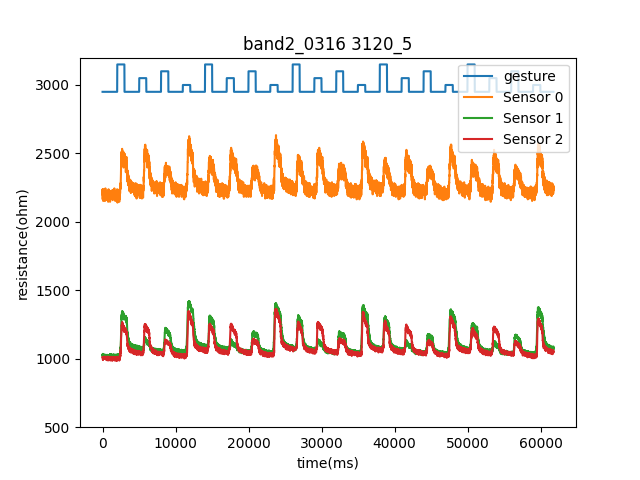 band2_0316 3120_5
gesture
Sensor 0
Sensor 1
Sensor 2
3000
2500
2000
1500
1000
500
resistance(ohm)
0
10000
20000
30000
40000
50000
60000
time(ms)